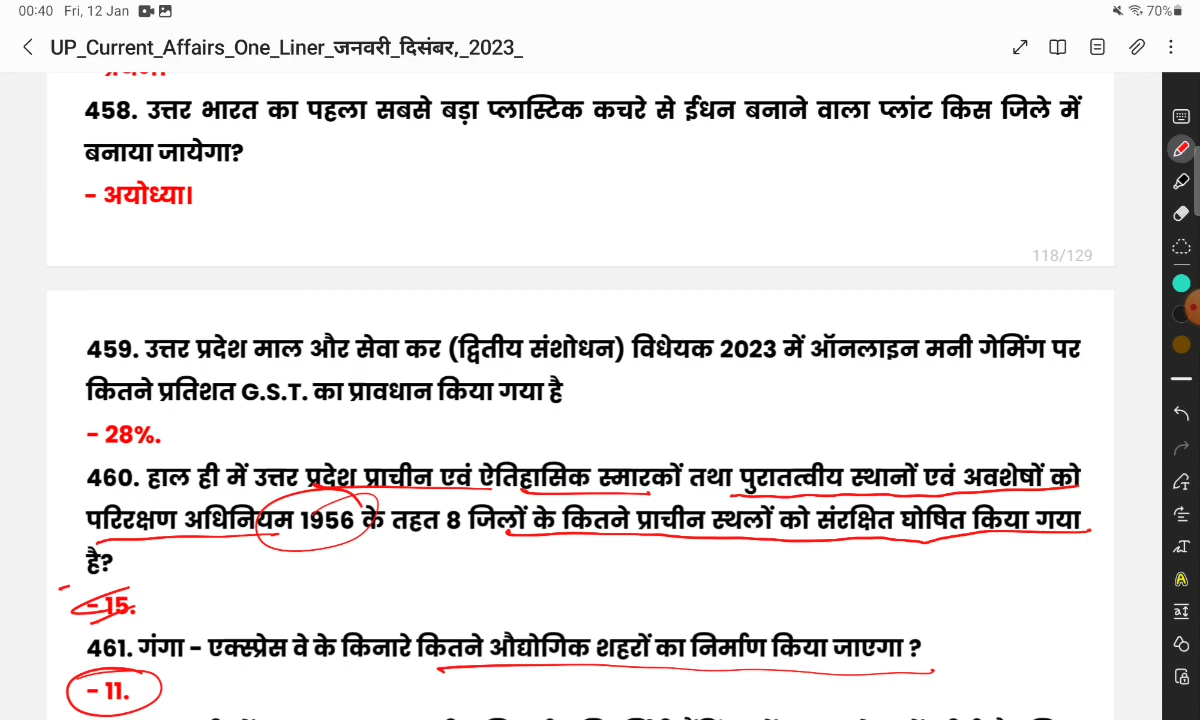 00:40 Fri, 12 Jan
70%
UP_Current_Affairs_One_Liner_जनवरी_दिसंबर,_2023_
458. उत्तर भारत का पहला सबसे बड़ा प्लास्टिक कचरे से ईंधन बनाने वाला प्लांट किस जिले में
बनाया जायेगा?
- अयोध्या।
118/129
459. उत्तर प्रदेश माल और सेवा कर (द्वितीय संशोधन) विधेयक 2023 में ऑनलाइन मनी गेमिंग पर
कितने प्रतिशत G.S.T. का प्रावधान किया गया है
- 28%.
460. हाल ही में उत्तर प्रदेश प्राचीन एवं ऐतिहासिक स्मारकों तथा पुरातत्वीय स्थानों एवं अवशेषों को
परिरक्षण अधिनियम 1956 के तहत 8 जिलों के कितने प्राचीन स्थलों को संरक्षित घोषित किया गया
है?
- 15.
461. गंगा - एक्स्प्रेस वे के किनारे कितने औद्योगिक शहरों का निर्माण किया जाएगा ?
- 11.